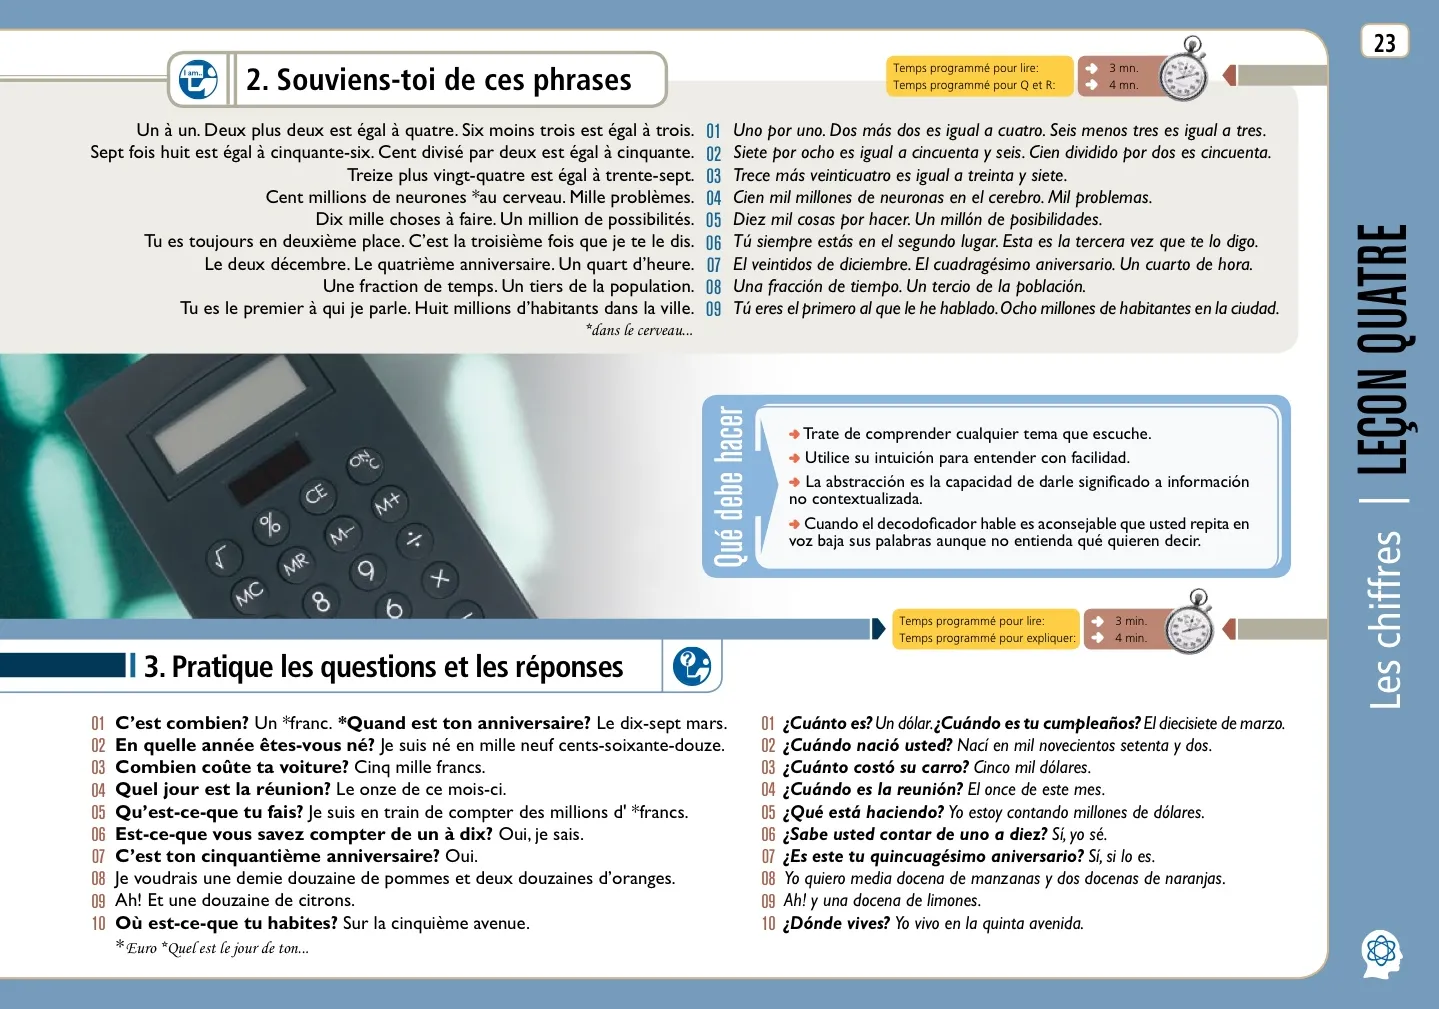 23
I am...
2. Souviens-toi de ces phrases
Temps programmé pour lire: 3 mn.
Temps programmé pour Q et R: 4 mn.
Un à un. Deux plus deux est égal à quatre. Six moins trois est égal à trois. 01 Uno por uno. Dos más dos es igual a cuatro. Seis menos tres es igual a tres.
Sept fois huit est égal à cinquante-six. Cent divisé par deux est égal à cinquante. 02 Siete por ocho es igual a cincuenta y seis. Cien dividido por dos es cincuenta.
Treize plus vingt-quatre est égal à trente-sept. 03 Trece más veinticuatro es igual a treinta y siete.
Cent millions de neurones *au cerveau. Mille problèmes. 04 Cien mil millones de neuronas en el cerebro. Mil problemas.
Dix mille choses à faire. Un million de possibilités. 05 Diez mil cosas por hacer. Un millón de posibilidades.
Tu es toujours en deuxième place. C’est la troisième fois que je te le dis. 06 Tú siempre estás en el segundo lugar. Esta es la tercera vez que te lo digo.
Le deux décembre. Le quatrième anniversaire. Un quart d’heure. 07 El veintidos de diciembre. El cuadragésimo aniversario. Un cuarto de hora.
Une fraction de temps. Un tiers de la population. 08 Una fracción de tiempo. Un tercio de la población.
Tu es le premier à qui je parle. Huit millions d’habitants dans la ville. 09 Tú eres el primero al que le he hablado. Ocho millones de habitantes en la ciudad.
*dans le cerveau...
ON/C
CE
M+
%
M−
÷
√
MR
9
×
MC
8
6
−
Qué debe hacer
Trate de comprender cualquier tema que escuche.
Utilice su intuición para entender con facilidad.
La abstracción es la capacidad de darle significado a información
no contextualizada.
Cuando el decodoficador hable es aconsejable que usted repita en
voz baja sus palabras aunque no entienda qué quieren decir.
Temps programmé pour lire: 3 min.
Temps programmé pour expliquer: 4 min.
3. Pratique les questions et les réponses
?
01 C’est combien? Un *franc. *Quand est ton anniversaire? Le dix-sept mars.
02 En quelle année êtes-vous né? Je suis né en mille neuf cents-soixante-douze.
03 Combien coûte ta voiture? Cinq mille francs.
04 Quel jour est la réunion? Le onze de ce mois-ci.
05 Qu’est-ce-que tu fais? Je suis en train de compter des millions d' *francs.
06 Est-ce-que vous savez compter de un à dix? Oui, je sais.
07 C’est ton cinquantième anniversaire? Oui.
08 Je voudrais une demie douzaine de pommes et deux douzaines d’oranges.
09 Ah! Et une douzaine de citrons.
10 Où est-ce-que tu habites? Sur la cinquième avenue.
*Euro *Quel est le jour de ton...
01 ¿Cuánto es? Un dólar. ¿Cuándo es tu cumpleaños? El diecisiete de marzo.
02 ¿Cuándo nació usted? Nací en mil novecientos setenta y dos.
03 ¿Cuánto costó su carro? Cinco mil dólares.
04 ¿Cuándo es la reunión? El once de este mes.
05 ¿Qué está haciendo? Yo estoy contando millones de dólares.
06 ¿Sabe usted contar de uno a diez? Sí, yo sé.
07 ¿Es este tu quincuagésimo aniversario? Sí, si lo es.
08 Yo quiero media docena de manzanas y dos docenas de naranjas.
09 Ah! y una docena de limones.
10 ¿Dónde vives? Yo vivo en la quinta avenida.
Les chiffres | LEÇON QUATRE